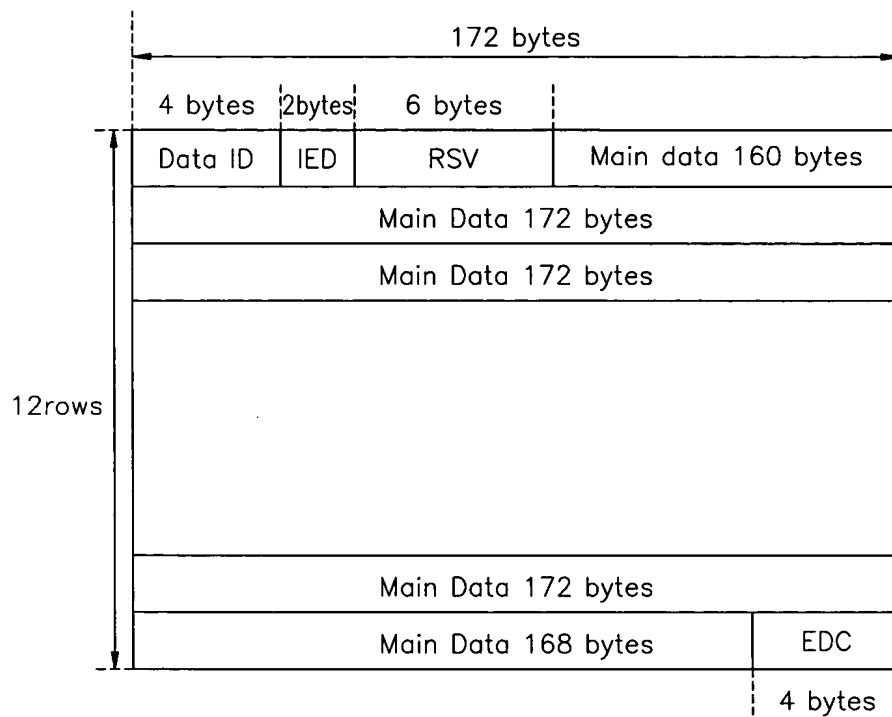 172 bytes
4 bytes 2bytes 6 bytes
Data ID IED RSV Main data 160 bytes
Main Data 172 bytes
Main Data 172 bytes
12rows
Main Data 172 bytes
Main Data 168 bytes EDC
4 bytes